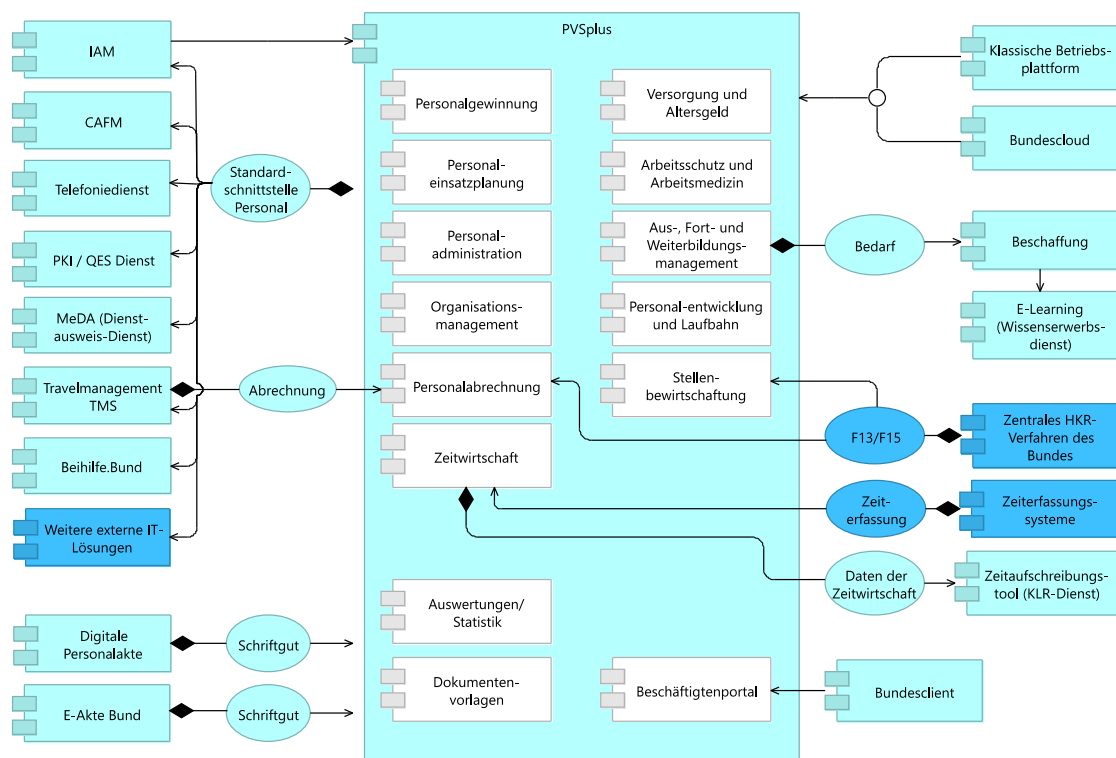 IAM
CAFM
Telefoniedienst
PKI / QES Dienst
MeDA (Dienst-
ausweis-Dienst)
Travelmanagement
TMS
Beihilfe.Bund
Weitere externe IT-
Lösungen
Digitale
Personalakte
E-Akte Bund
Standard-
schnittstelle
Personal
Abrechnung
Schriftgut
Schriftgut
PVSplus
Personalgewinnung
Personal-
einsatzplanung
Personal-
administration
Organisations-
management
Personalabrechnung
Zeitwirtschaft
Auswertungen/
Statistik
Dokumenten-
vorlagen
Versorgung und
Altersgeld
Arbeitsschutz und
Arbeitsmedizin
Aus-, Fort- und
Weiterbildungs-
management
Personal-entwicklung
und Laufbahn
Stellen-
bewirtschaftung
Beschäftigtenportal
Bedarf
F13/F15
Zeit-
erfassung
Daten der
Zeitwirtschaft
Klassische Betriebs-
plattform
Bundescloud
Beschaffung
E-Learning
(Wissenserwerbs-
dienst)
Zentrales HKR-
Verfahren des
Bundes
Zeiterfassungs-
systeme
Zeitaufschreibungs-
tool (KLR-Dienst)
Bundesclient